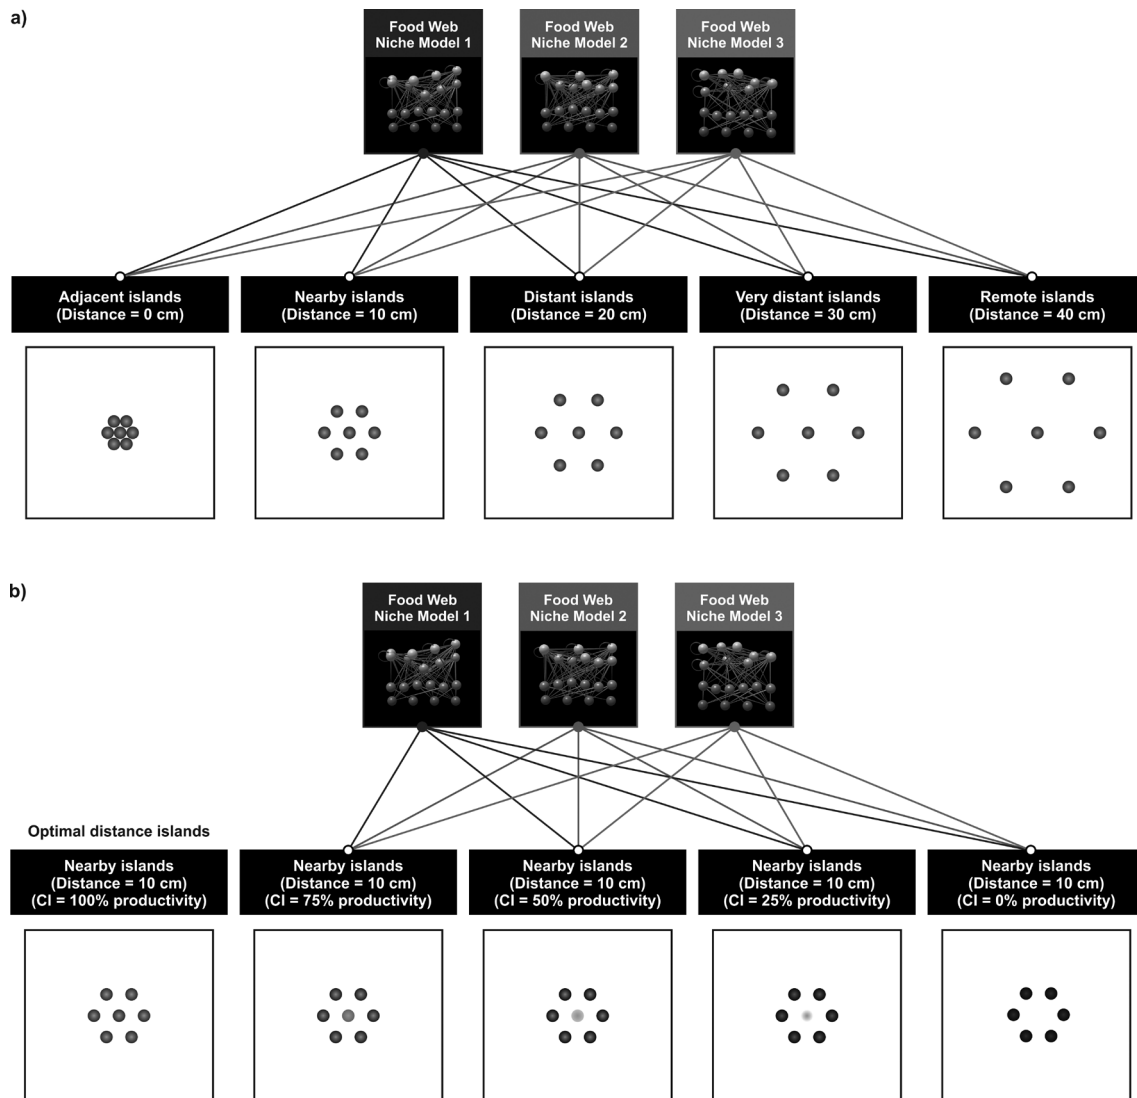 a)
Food Web
Niche Model 1
Food Web
Niche Model 2
Food Web
Niche Model 3
Adjacent islands
(Distance = 0 cm)
Nearby islands
(Distance = 10 cm)
Distant islands
(Distance = 20 cm)
Very distant islands
(Distance = 30 cm)
Remote islands
(Distance = 40 cm)
b)
Food Web
Niche Model 1
Food Web
Niche Model 2
Food Web
Niche Model 3
Optimal distance islands
Nearby islands
(Distance = 10 cm)
(CI = 100% productivity)
Nearby islands
(Distance = 10 cm)
(CI = 75% productivity)
Nearby islands
(Distance = 10 cm)
(CI = 50% productivity)
Nearby islands
(Distance = 10 cm)
(CI = 25% productivity)
Nearby islands
(Distance = 10 cm)
(CI = 0% productivity)